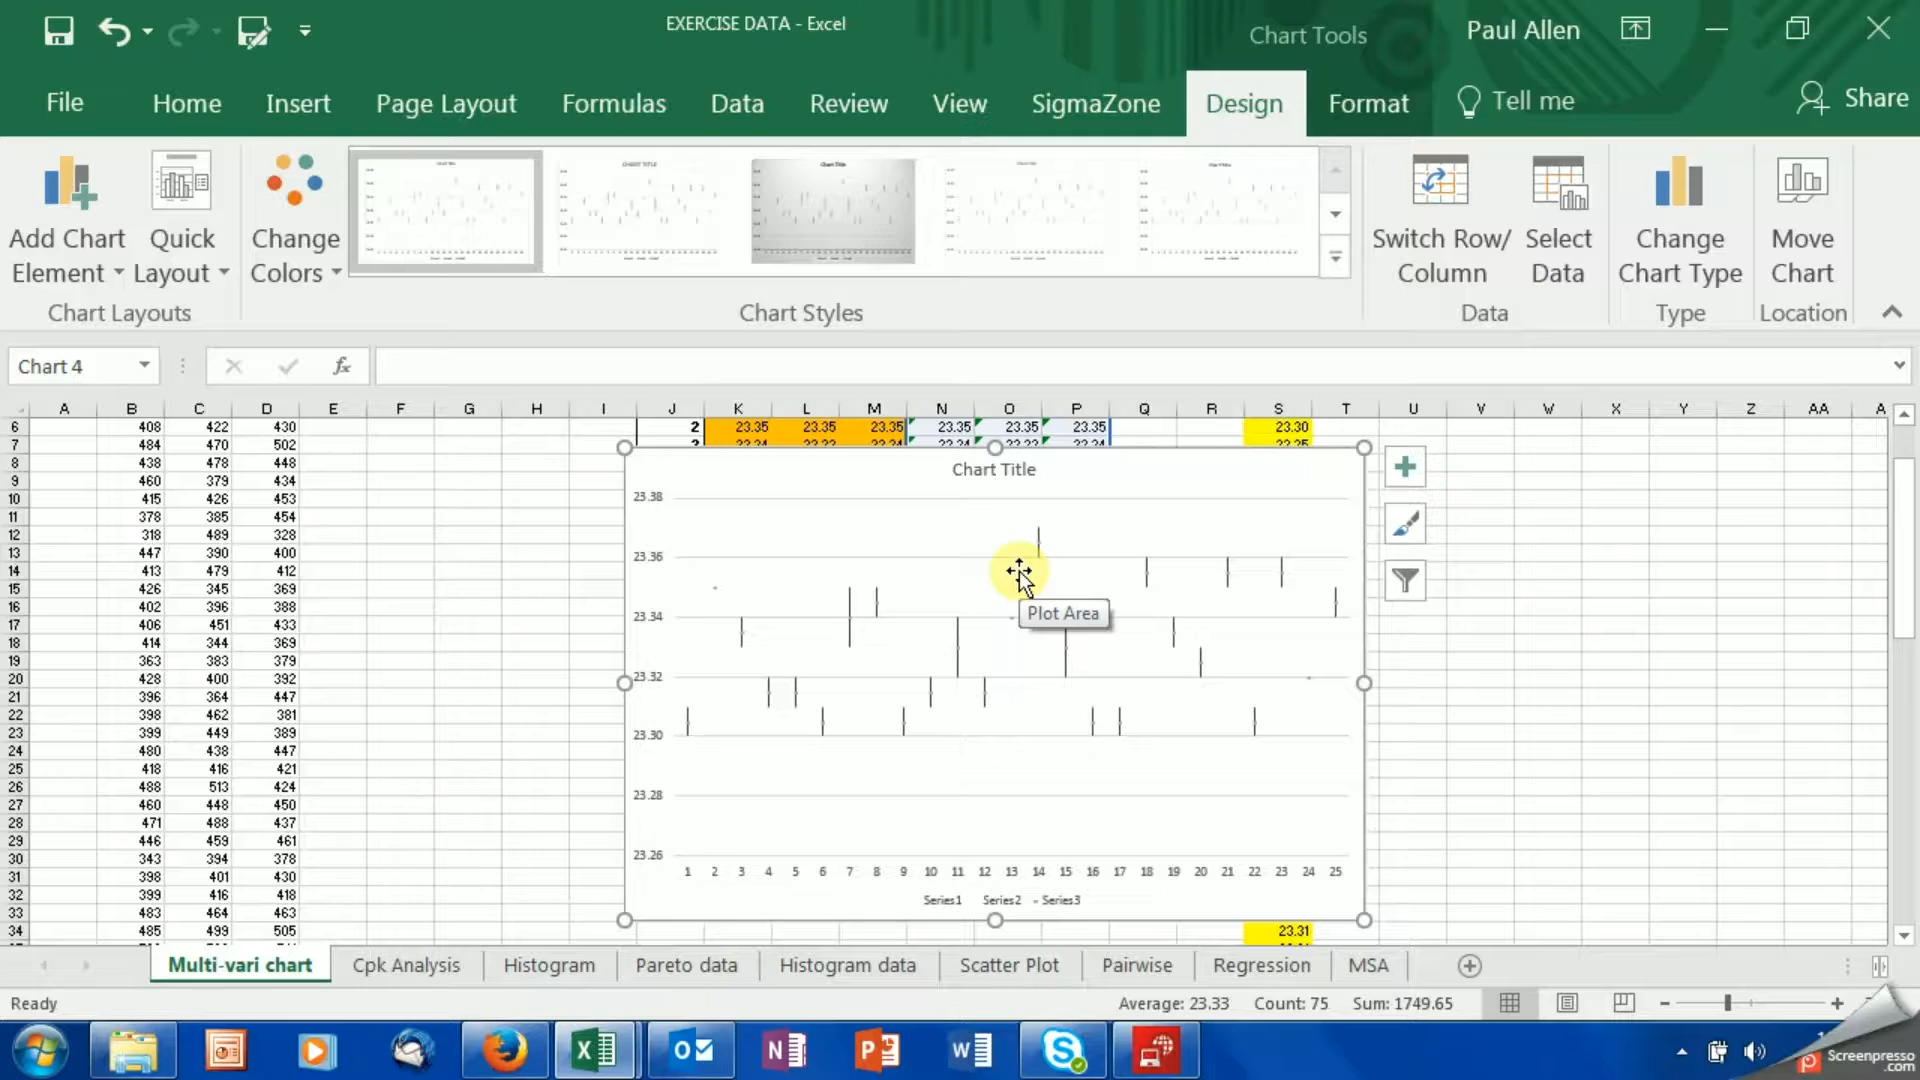 EXERCISE DATA - Excel
Chart Tools
Paul Allen
File Home Insert Page Layout Formulas Data Review View SigmaZone Design Format Tell me Share
Add Chart Element
Quick Layout
Change Colors
Switch Row/ Column
Select Data
Change Chart Type
Move Chart
Chart Layouts
Chart Styles
Data
Type
Location
Chart 4
fx
A B C D E F G H I J K L M N O P Q R S T U V W X Y Z AA A
6 408 422 430 2 23.35 23.35 23.35 23.35 23.35 23.35 23.30
7 484 470 502
8 438 478 448
9 460 379 434
10 415 426 453
11 378 385 454
12 318 489 328
13 447 390 400
14 413 479 412
15 426 345 369
16 402 396 388
17 406 451 433
18 414 344 369
19 363 383 379
20 428 400 392
21 396 364 447
22 398 462 381
23 399 449 389
24 480 438 447
25 418 416 421
26 488 513 424
27 460 448 450
28 471 488 437
29 446 459 461
30 343 394 378
31 398 401 430
32 399 416 418
33 483 464 463
34 485 499 505 23.31
Chart Title
23.38
23.36
23.34
23.32
23.30
23.28
23.26
1 2 3 4 5 6 7 8 9 10 11 12 13 14 15 16 17 18 19 20 21 22 23 24 25
Series1 Series2 Series3
Plot Area
Multi-vari chart Cpk Analysis Histogram Pareto data Histogram data Scatter Plot Pairwise Regression MSA
Ready
Average: 23.33 Count: 75 Sum: 1749.65
Screenpresso
.com